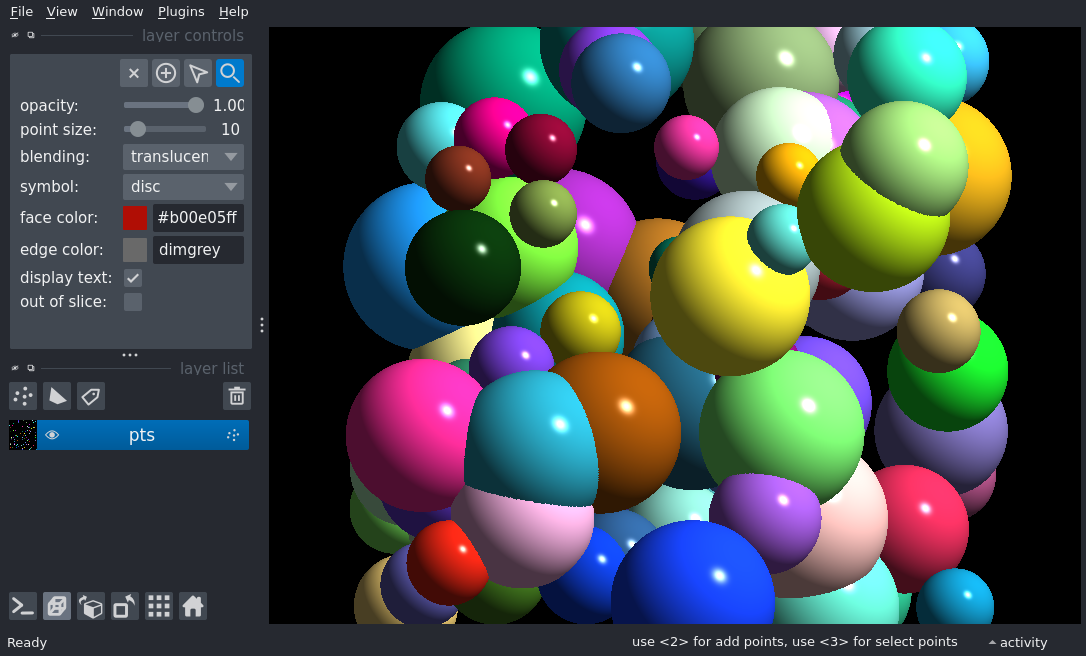 File View Window Plugins Help
layer controls
opacity: 1.00
point size: 10
blending: translucen
symbol: disc
face color: #b00e05ff
edge color: dimgrey
display text:
out of slice:
layer list
pts
Ready
use <2> for add points, use <3> for select points
activity